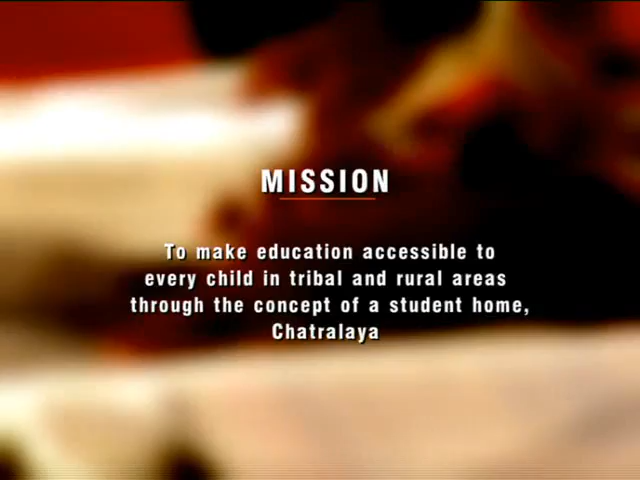 MISSION
To make education accessible to
every child in tribal and rural areas
through the concept of a student home,
Chatralaya